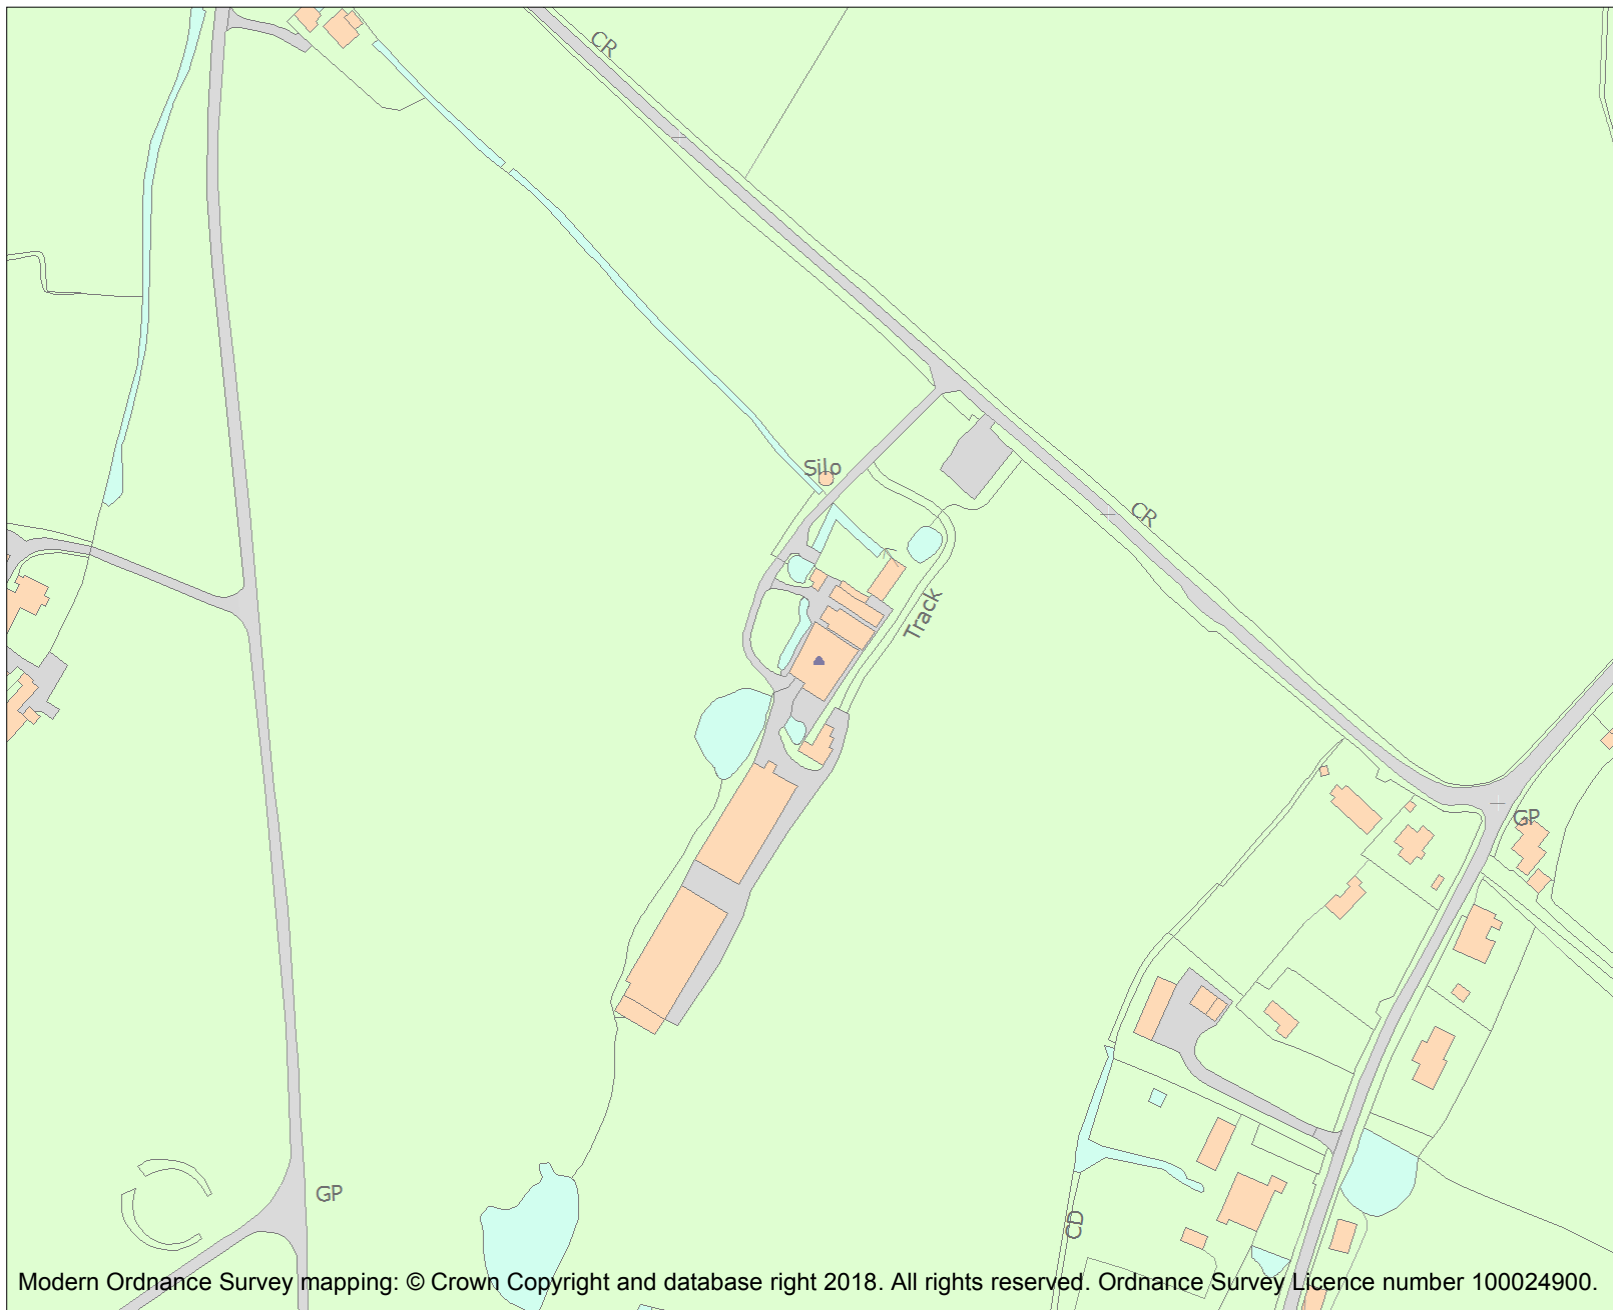 CR
Silo
CR
Track
GP
GP
CD
Modern Ordnance Survey mapping: © Crown Copyright and database right 2018. All rights reserved. Ordnance Survey Licence number 100024900.